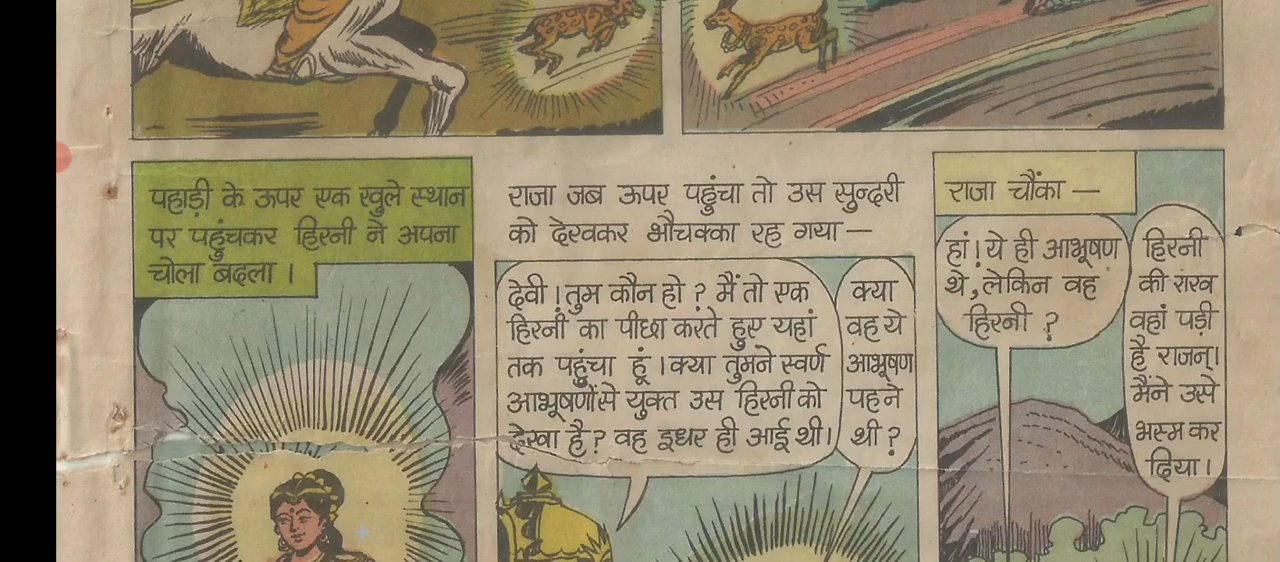 पहाड़ी के ऊपर एक खुले स्थान
पर पहुंचकर हिरनी ने अपना
चोला बदला ।
राजा जब ऊपर पहुंचा तो उस सुन्दरी
को देखकर भौचक्का रह गया —
देवी ! तुम कौन हो ? मैं तो एक
हिरनी का पीछा करते हुए यहां
तक पहुंचा हूं । क्या तुमने स्वर्ण
आभूषणों से युक्त उस हिरनी को
देखा है ? वह इधर ही आई थी ।
क्या
वह ये
आभूषण
पहने
थी ?
राजा चौंका —
हां ! ये ही आभूषण
थे, लेकिन वह
हिरनी ?
हिरनी
की राख
वहां पड़ी
है राजन् ।
मैंने उसे
भस्म कर
दिया ।